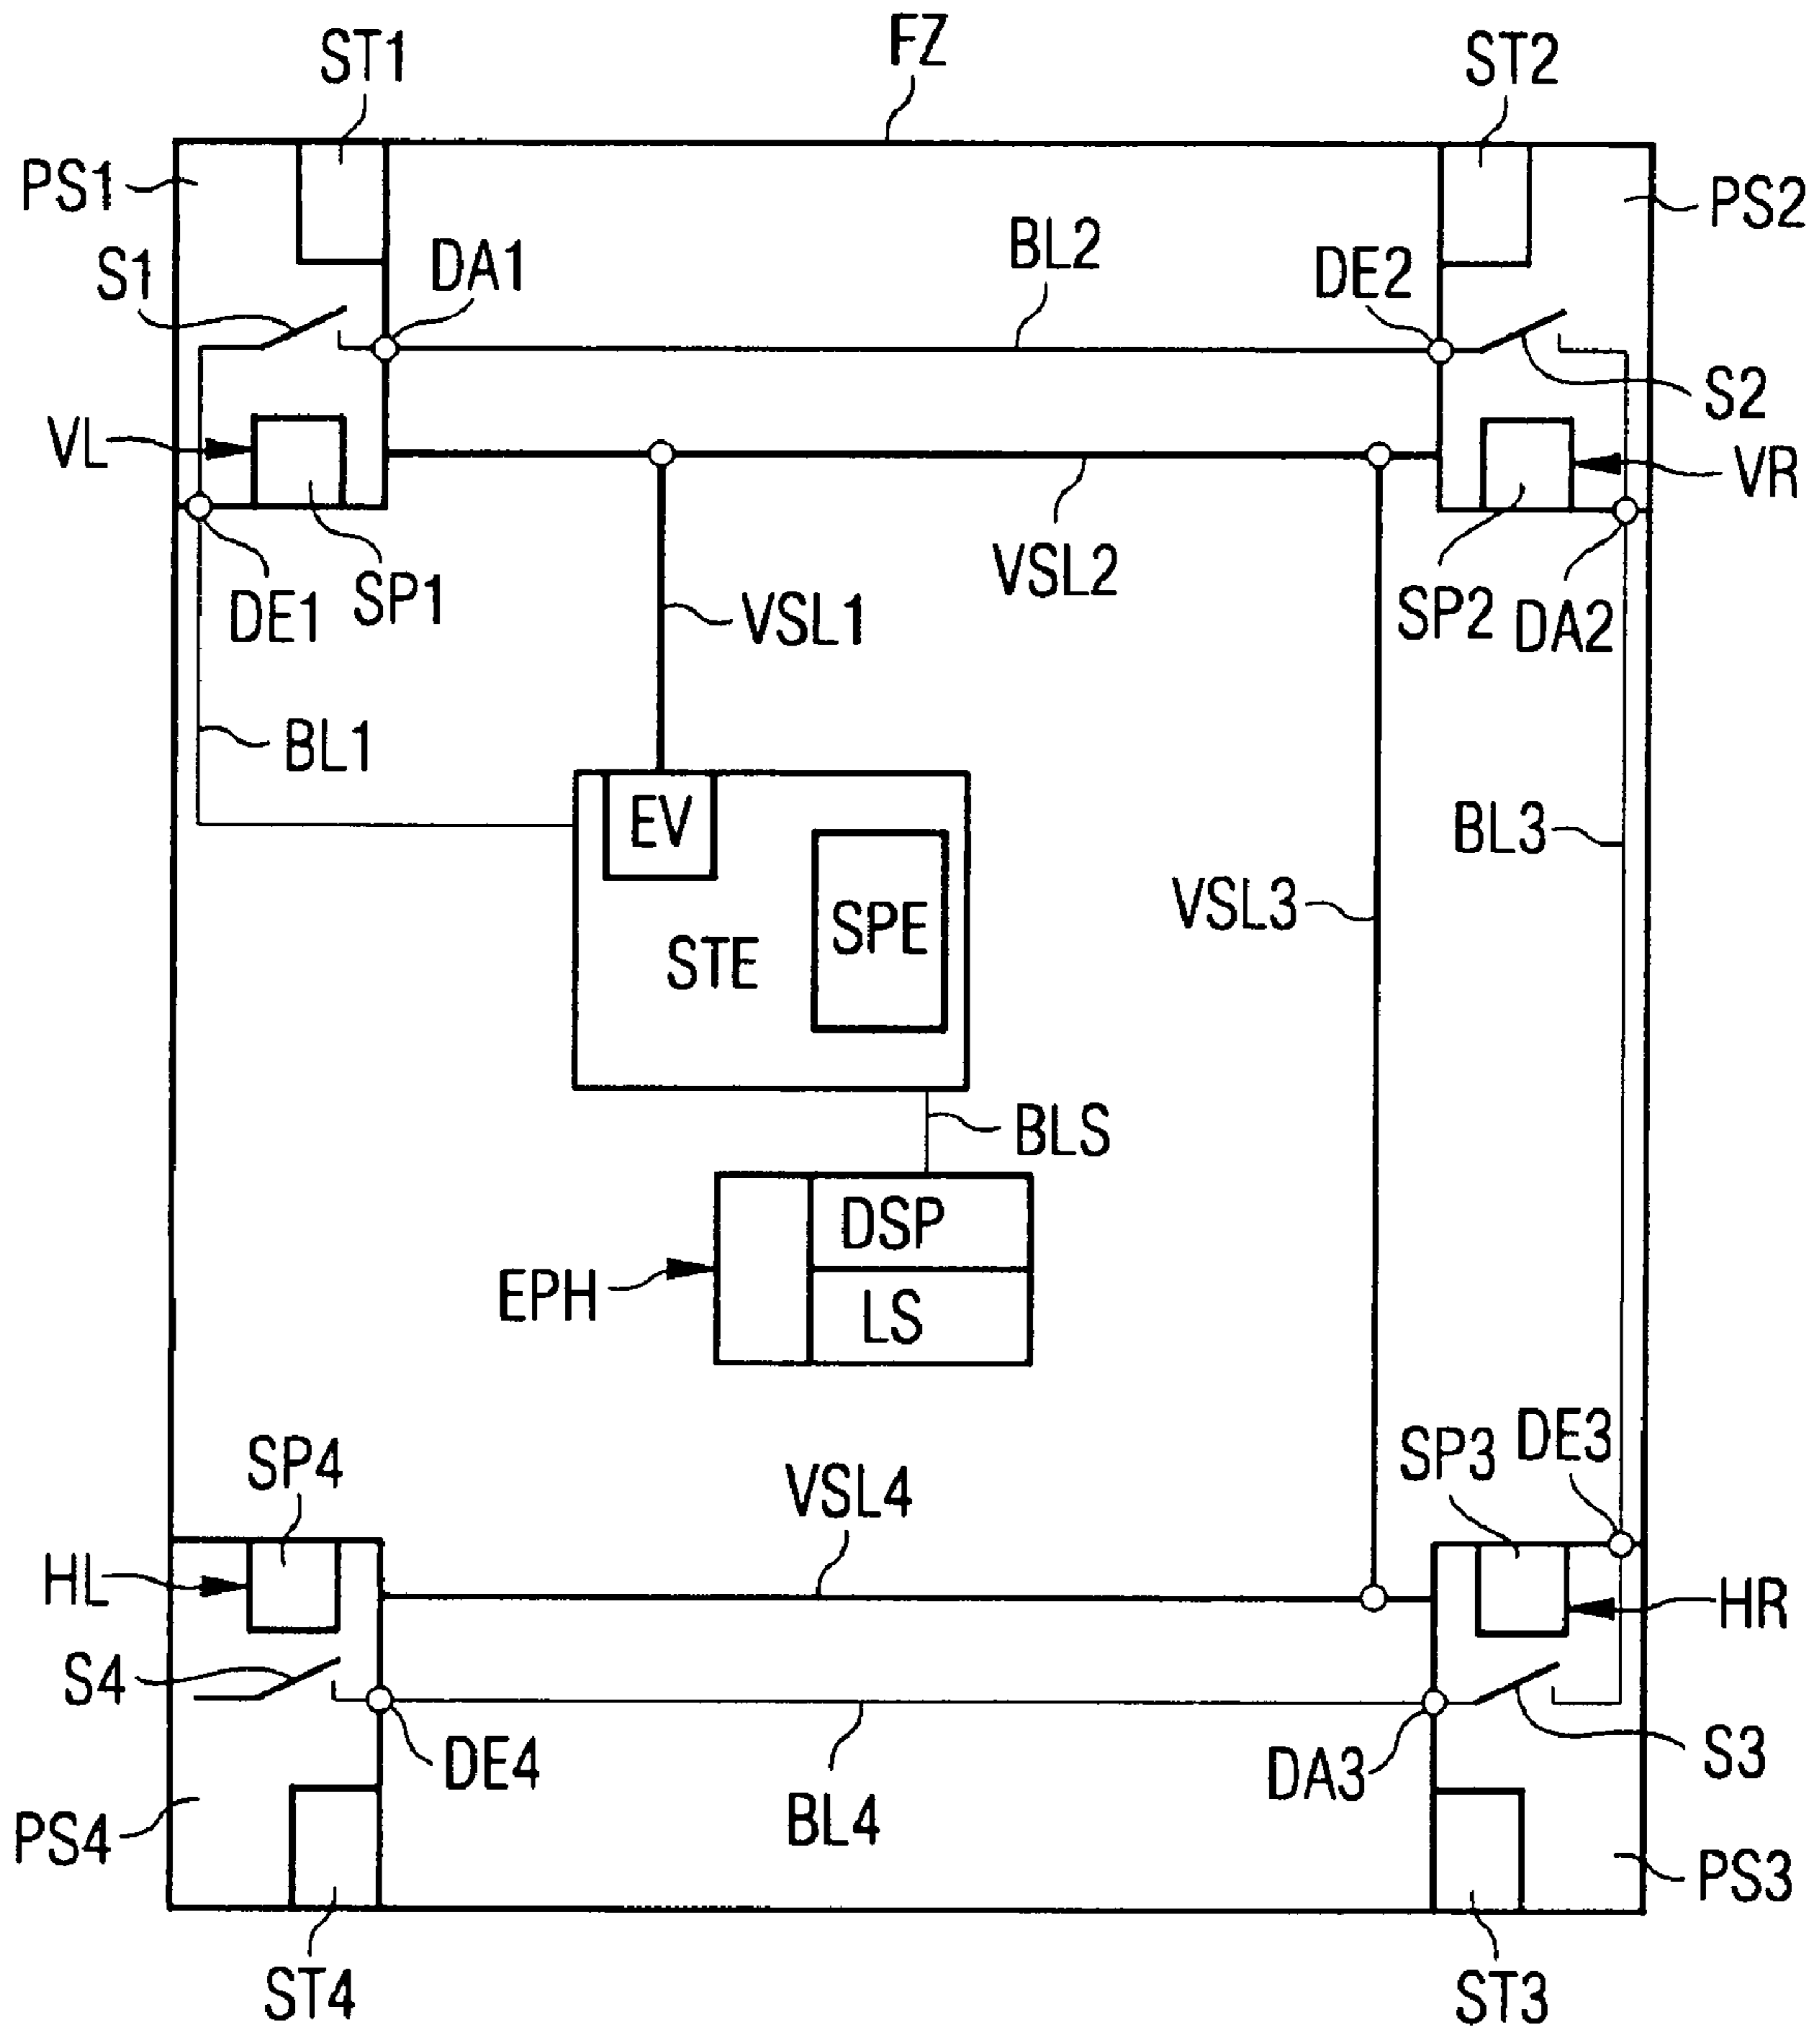 FZ
ST1
ST2
PS1
PS2
S1
DA1
BL2
DE2
S2
VL
VR
DE1
SP1
VSL2
SP2
DA2
VSL1
BL1
EV
BL3
SPE
STE
VSL3
BLS
DSP
EPH
LS
SP4
VSL4
SP3
DE3
HL
HR
S4
DE4
BL4
DA3
S3
PS4
PS3
ST4
ST3